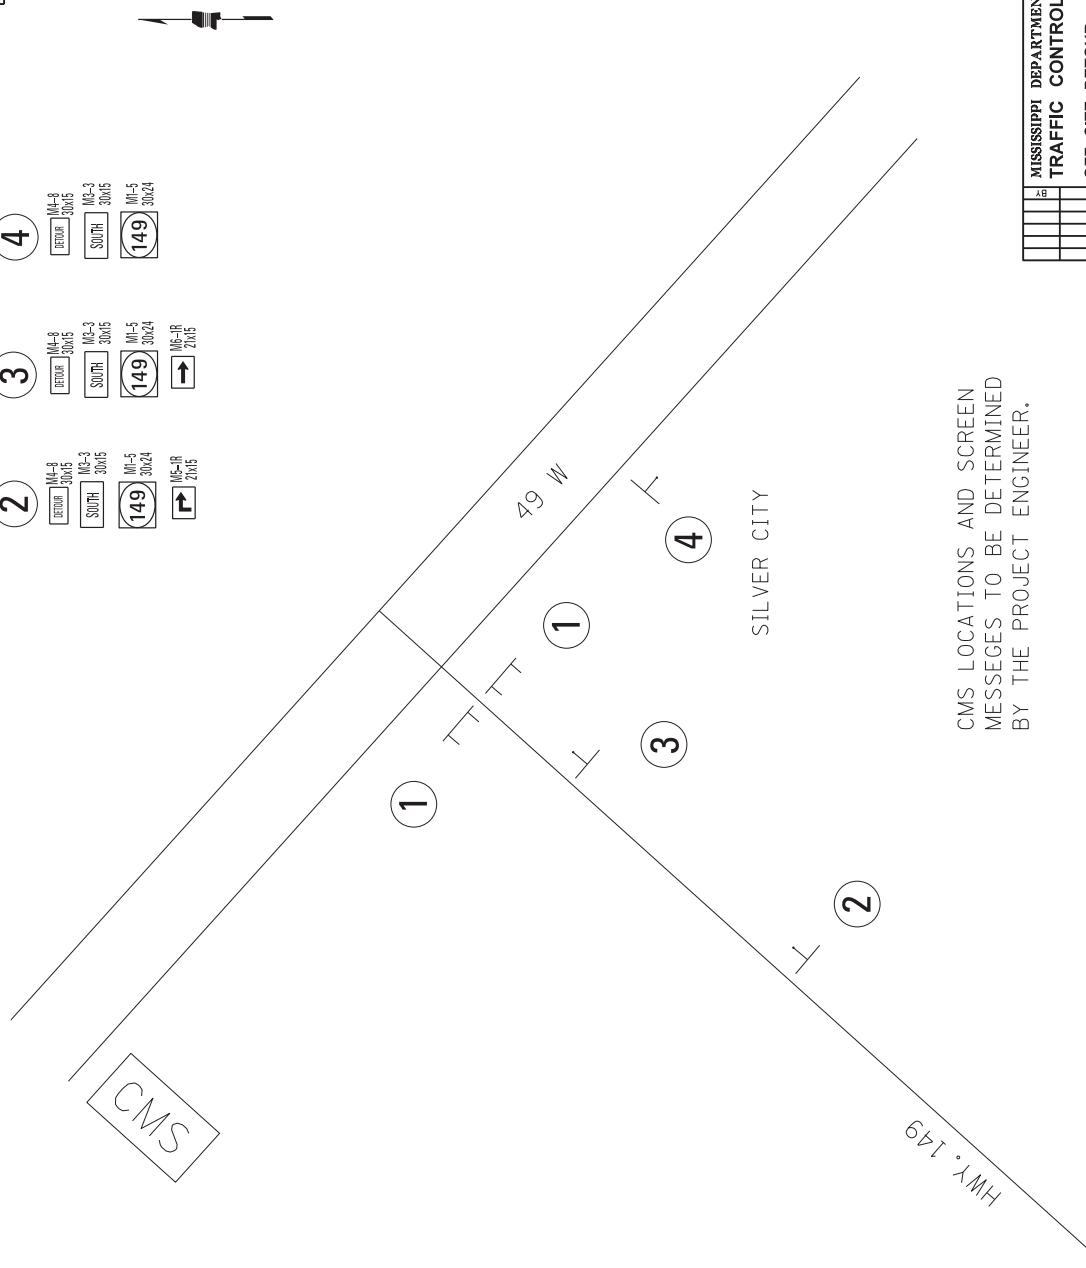 2
DETOUR
M4-8
30x15
SOUTH
M3-3
30x15
149
M1-5
30x24
M5-1R
21x15
3
DETOUR
M4-8
30x15
SOUTH
M3-3
30x15
149
M1-5
30x24
M6-1R
21x15
4
DETOUR
M4-8
30x15
SOUTH
M3-3
30x15
149
M1-5
30x24
CMS
49 W
1
1
3
4
2
SILVER CITY
HWY. 149
CMS LOCATIONS AND SCREEN
MESSEGES TO BE DETERMINED
BY THE PROJECT ENGINEER.
BY
MISSISSIPPI
TRAFFIC CONTROL